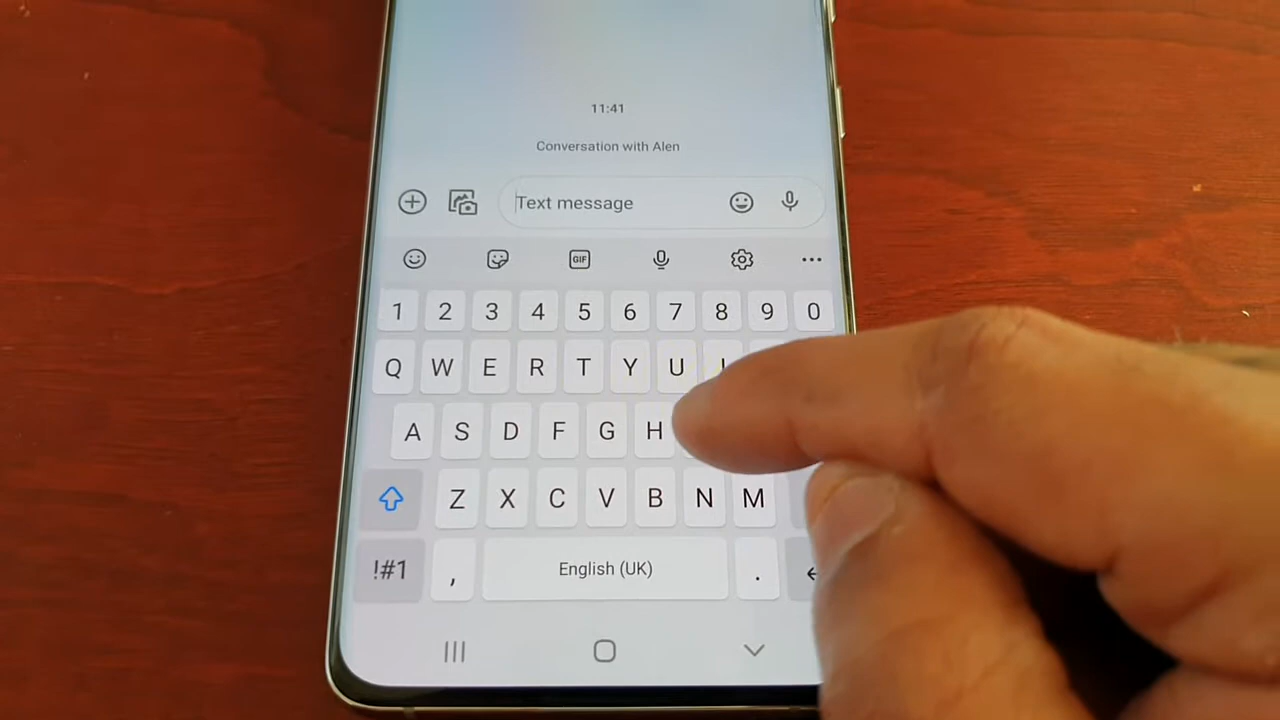 11:41
Conversation with Alen
Text message
GIF
1 2 3 4 5 6 7 8 9 0
Q W E R T Y U
A S D F G H
Z X C V B N M
!#1 , English (UK) .